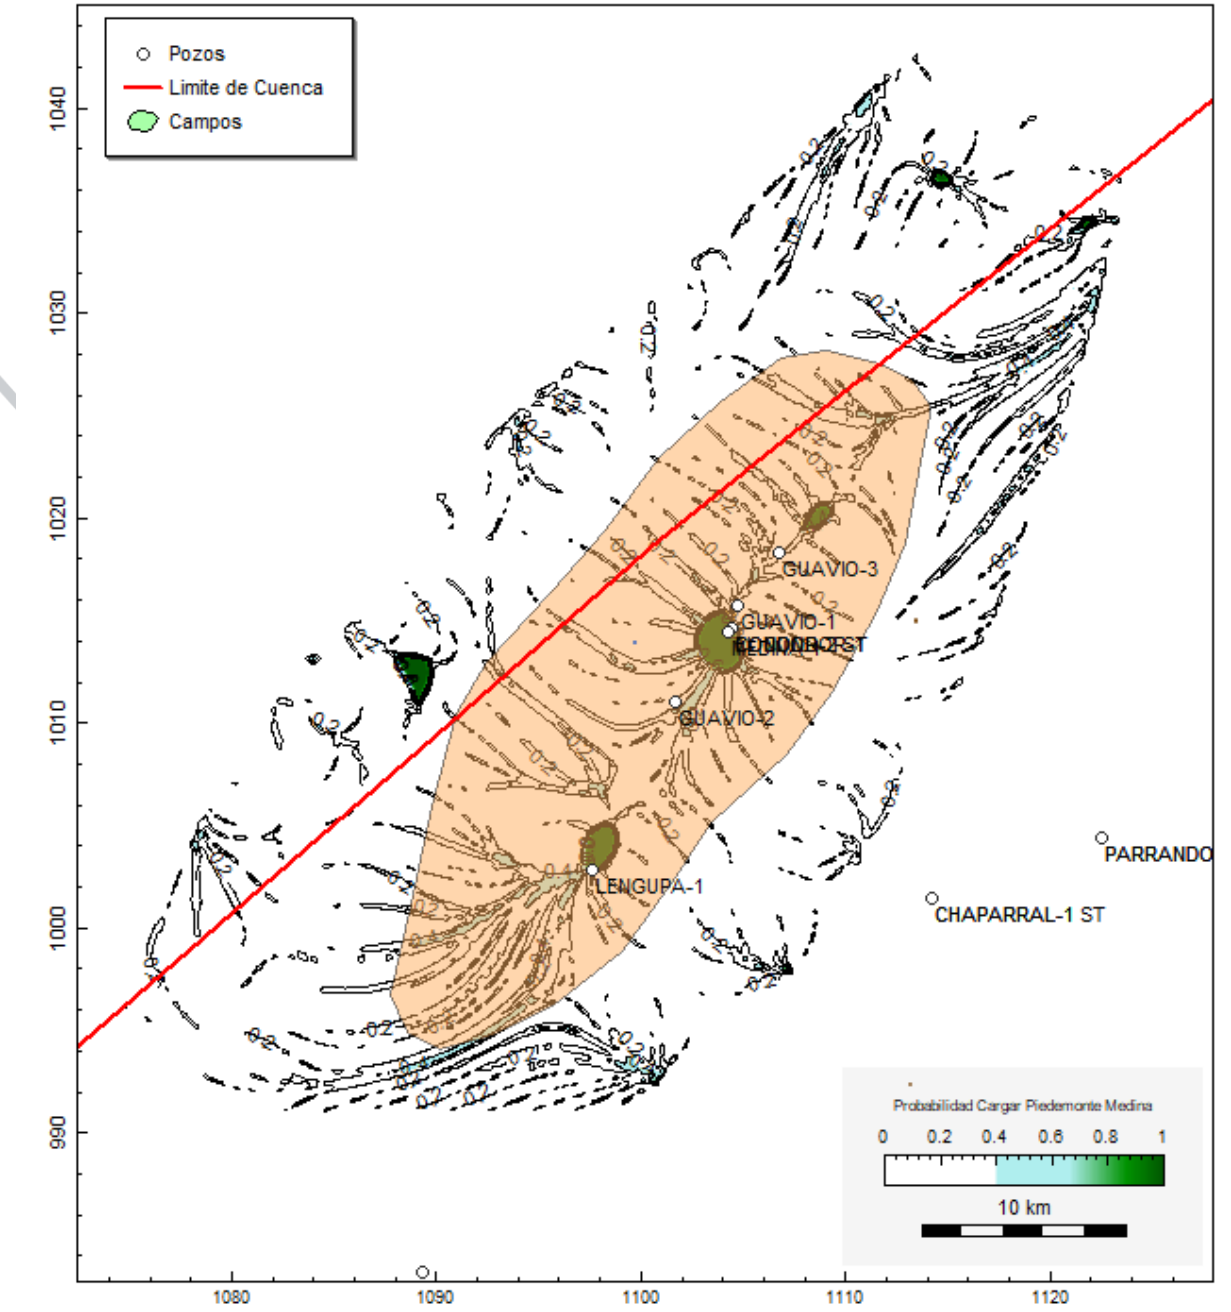 Pozos
Limite de Cuenca
Campos
1040
1030
1020
1010
1000
990
GUAVIO-3
GUAVIO-1
GUAVIO-2
LENGUPA-1
PARRANDO
CHAPARRAL-1 ST
Probabilidad Cargar Piedemonte Medina
0 0.2 0.4 0.6 0.8 1
10 km
1080 1090 1100 1110 1120